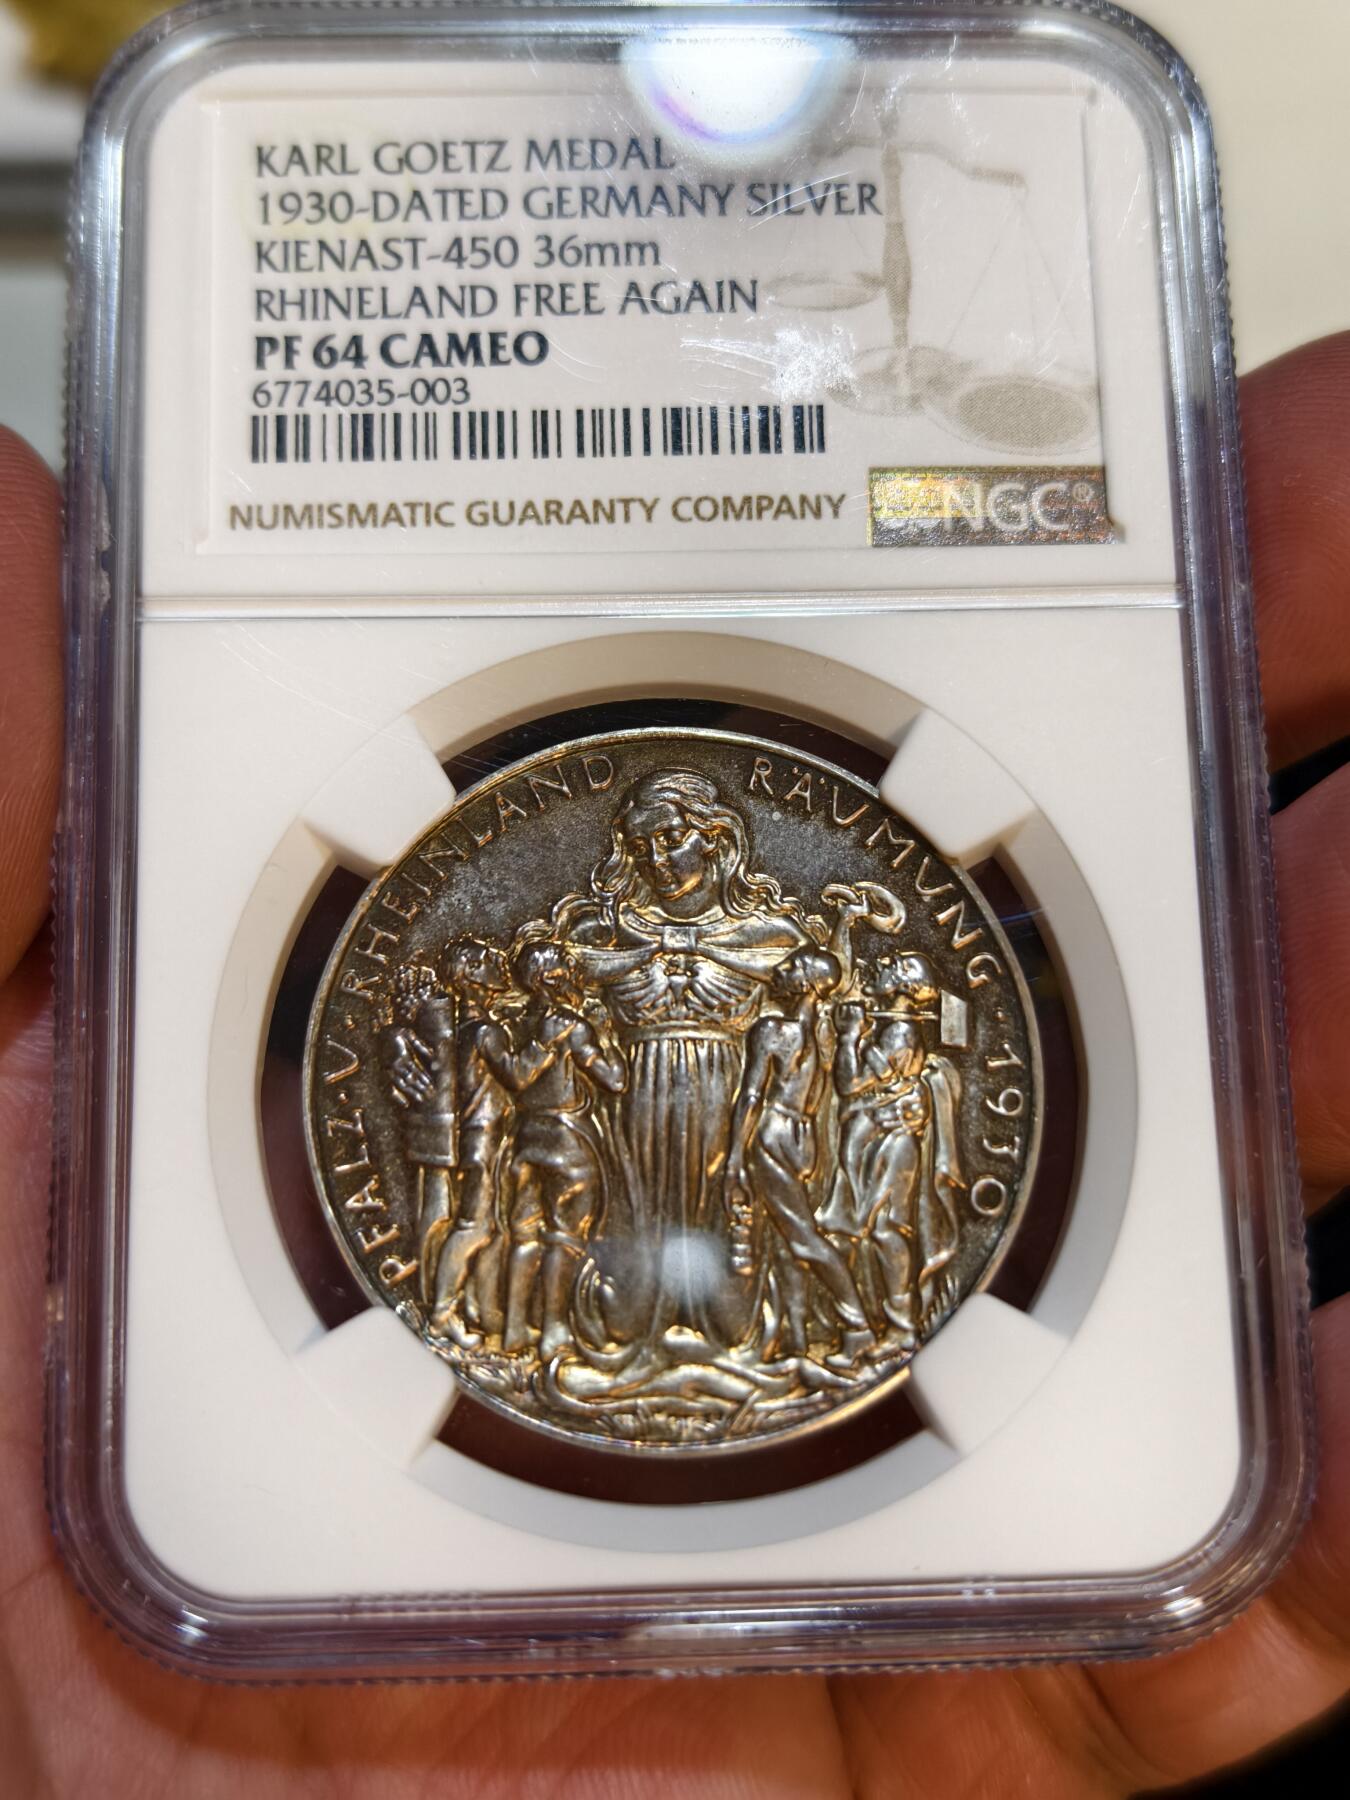 KARL GOETZ MEDAL
1930-DATED GERMANY SILVER
KIENAST-450 36mm
RHINELAND FREE AGAIN
PF 64 CAMEO
6774035-003
NUMISMATIC GUARANTY COMPANY
NGC®
PFALZ·V·RHEINLAND RÄVMVNG·1930